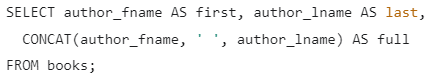 SELECT author_fname AS first, author_lname AS last,
  CONCAT(author_fname, ' ', author_lname) AS full
FROM books;